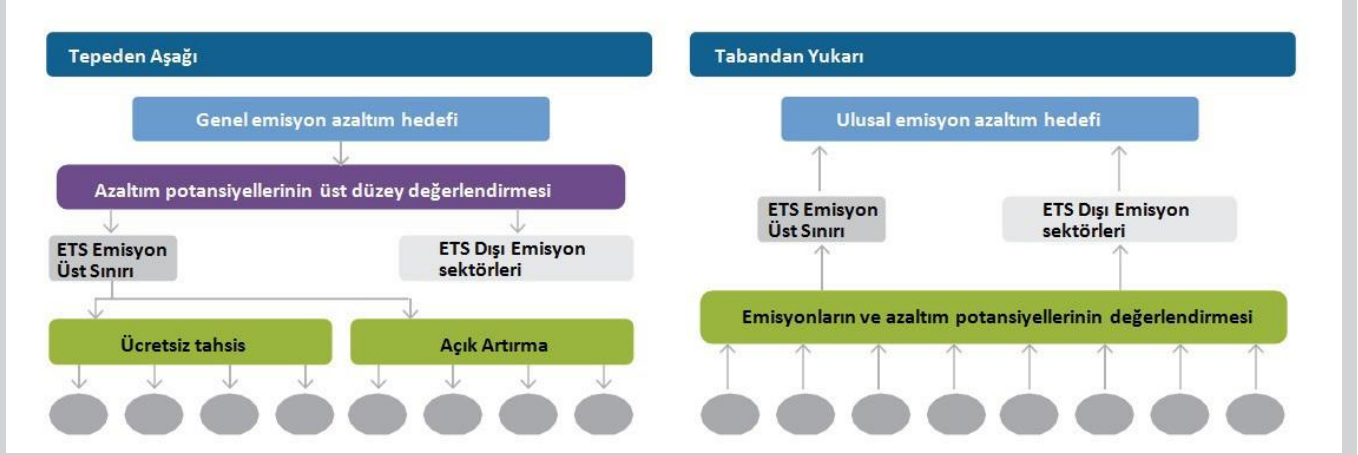 Tepeden Aşağı
Genel emisyon azaltım hedefi
Azaltım potansiyellerinin üst düzey değerlendirmesi
ETS Emisyon
Üst Sınırı
ETS Dışı Emisyon
sektörleri
Ücretsiz tahsis
Açık Artırma
Tabandan Yukarı
Ulusal emisyon azaltım hedefi
ETS Emisyon
Üst Sınırı
ETS Dışı Emisyon
sektörleri
Emisyonların ve azaltım potansiyellerinin değerlendirmesi